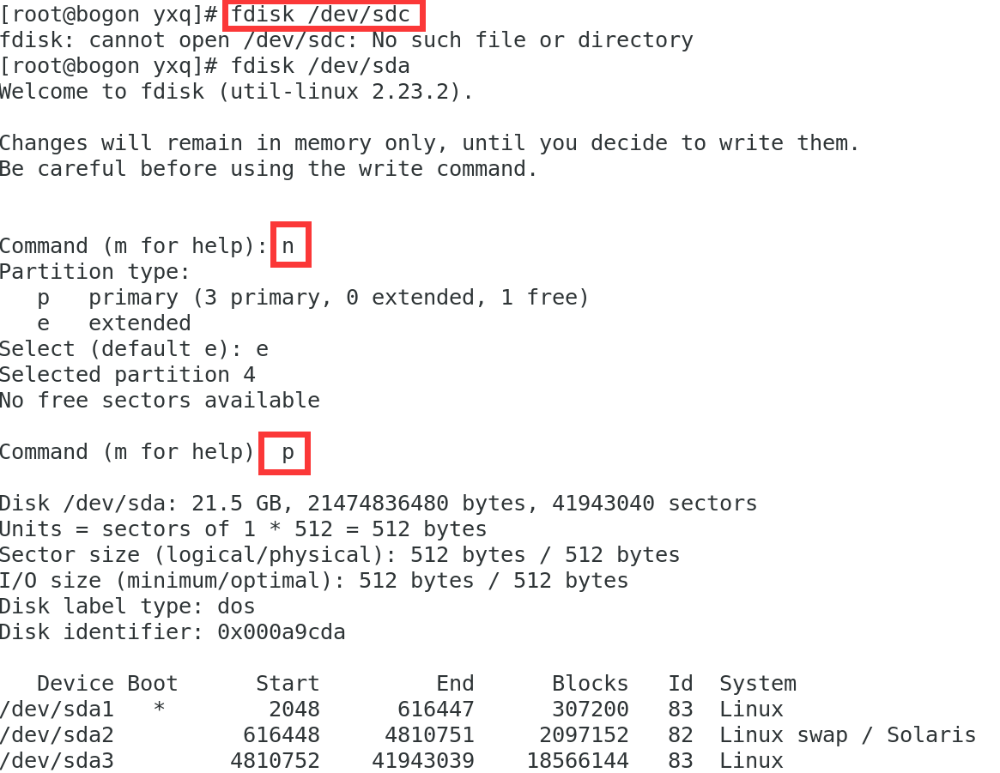 [root@bogon yxq]# fdisk /dev/sdc
fdisk: cannot open /dev/sdc: No such file or directory
[root@bogon yxq]# fdisk /dev/sda
Welcome to fdisk (util-linux 2.23.2).
Changes will remain in memory only, until you decide to write them.
Be careful before using the write command.
Command (m for help): n
Partition type:
   p   primary (3 primary, 0 extended, 1 free)
   e   extended
Select (default e): e
Selected partition 4
No free sectors available
Command (m for help)  p
Disk /dev/sda: 21.5 GB, 21474836480 bytes, 41943040 sectors
Units = sectors of 1 * 512 = 512 bytes
Sector size (logical/physical): 512 bytes / 512 bytes
I/O size (minimum/optimal): 512 bytes / 512 bytes
Disk label type: dos
Disk identifier: 0x000a9cda
   Device Boot      Start         End      Blocks   Id  System
/dev/sda1   *        2048      616447      307200   83  Linux
/dev/sda2          616448     4810751     2097152   82  Linux swap / Solaris
/dev/sda3         4810752    41943039    18566144   83  Linux